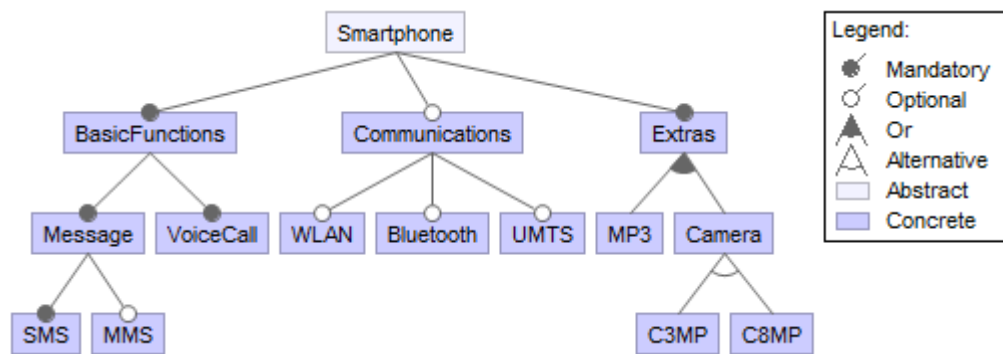 Smartphone
BasicFunctions
Communications
Extras
Message
VoiceCall
WLAN
Bluetooth
UMTS
MP3
Camera
SMS
MMS
C3MP
C8MP
Legend:
Mandatory
Optional
Or
Alternative
Abstract
Concrete